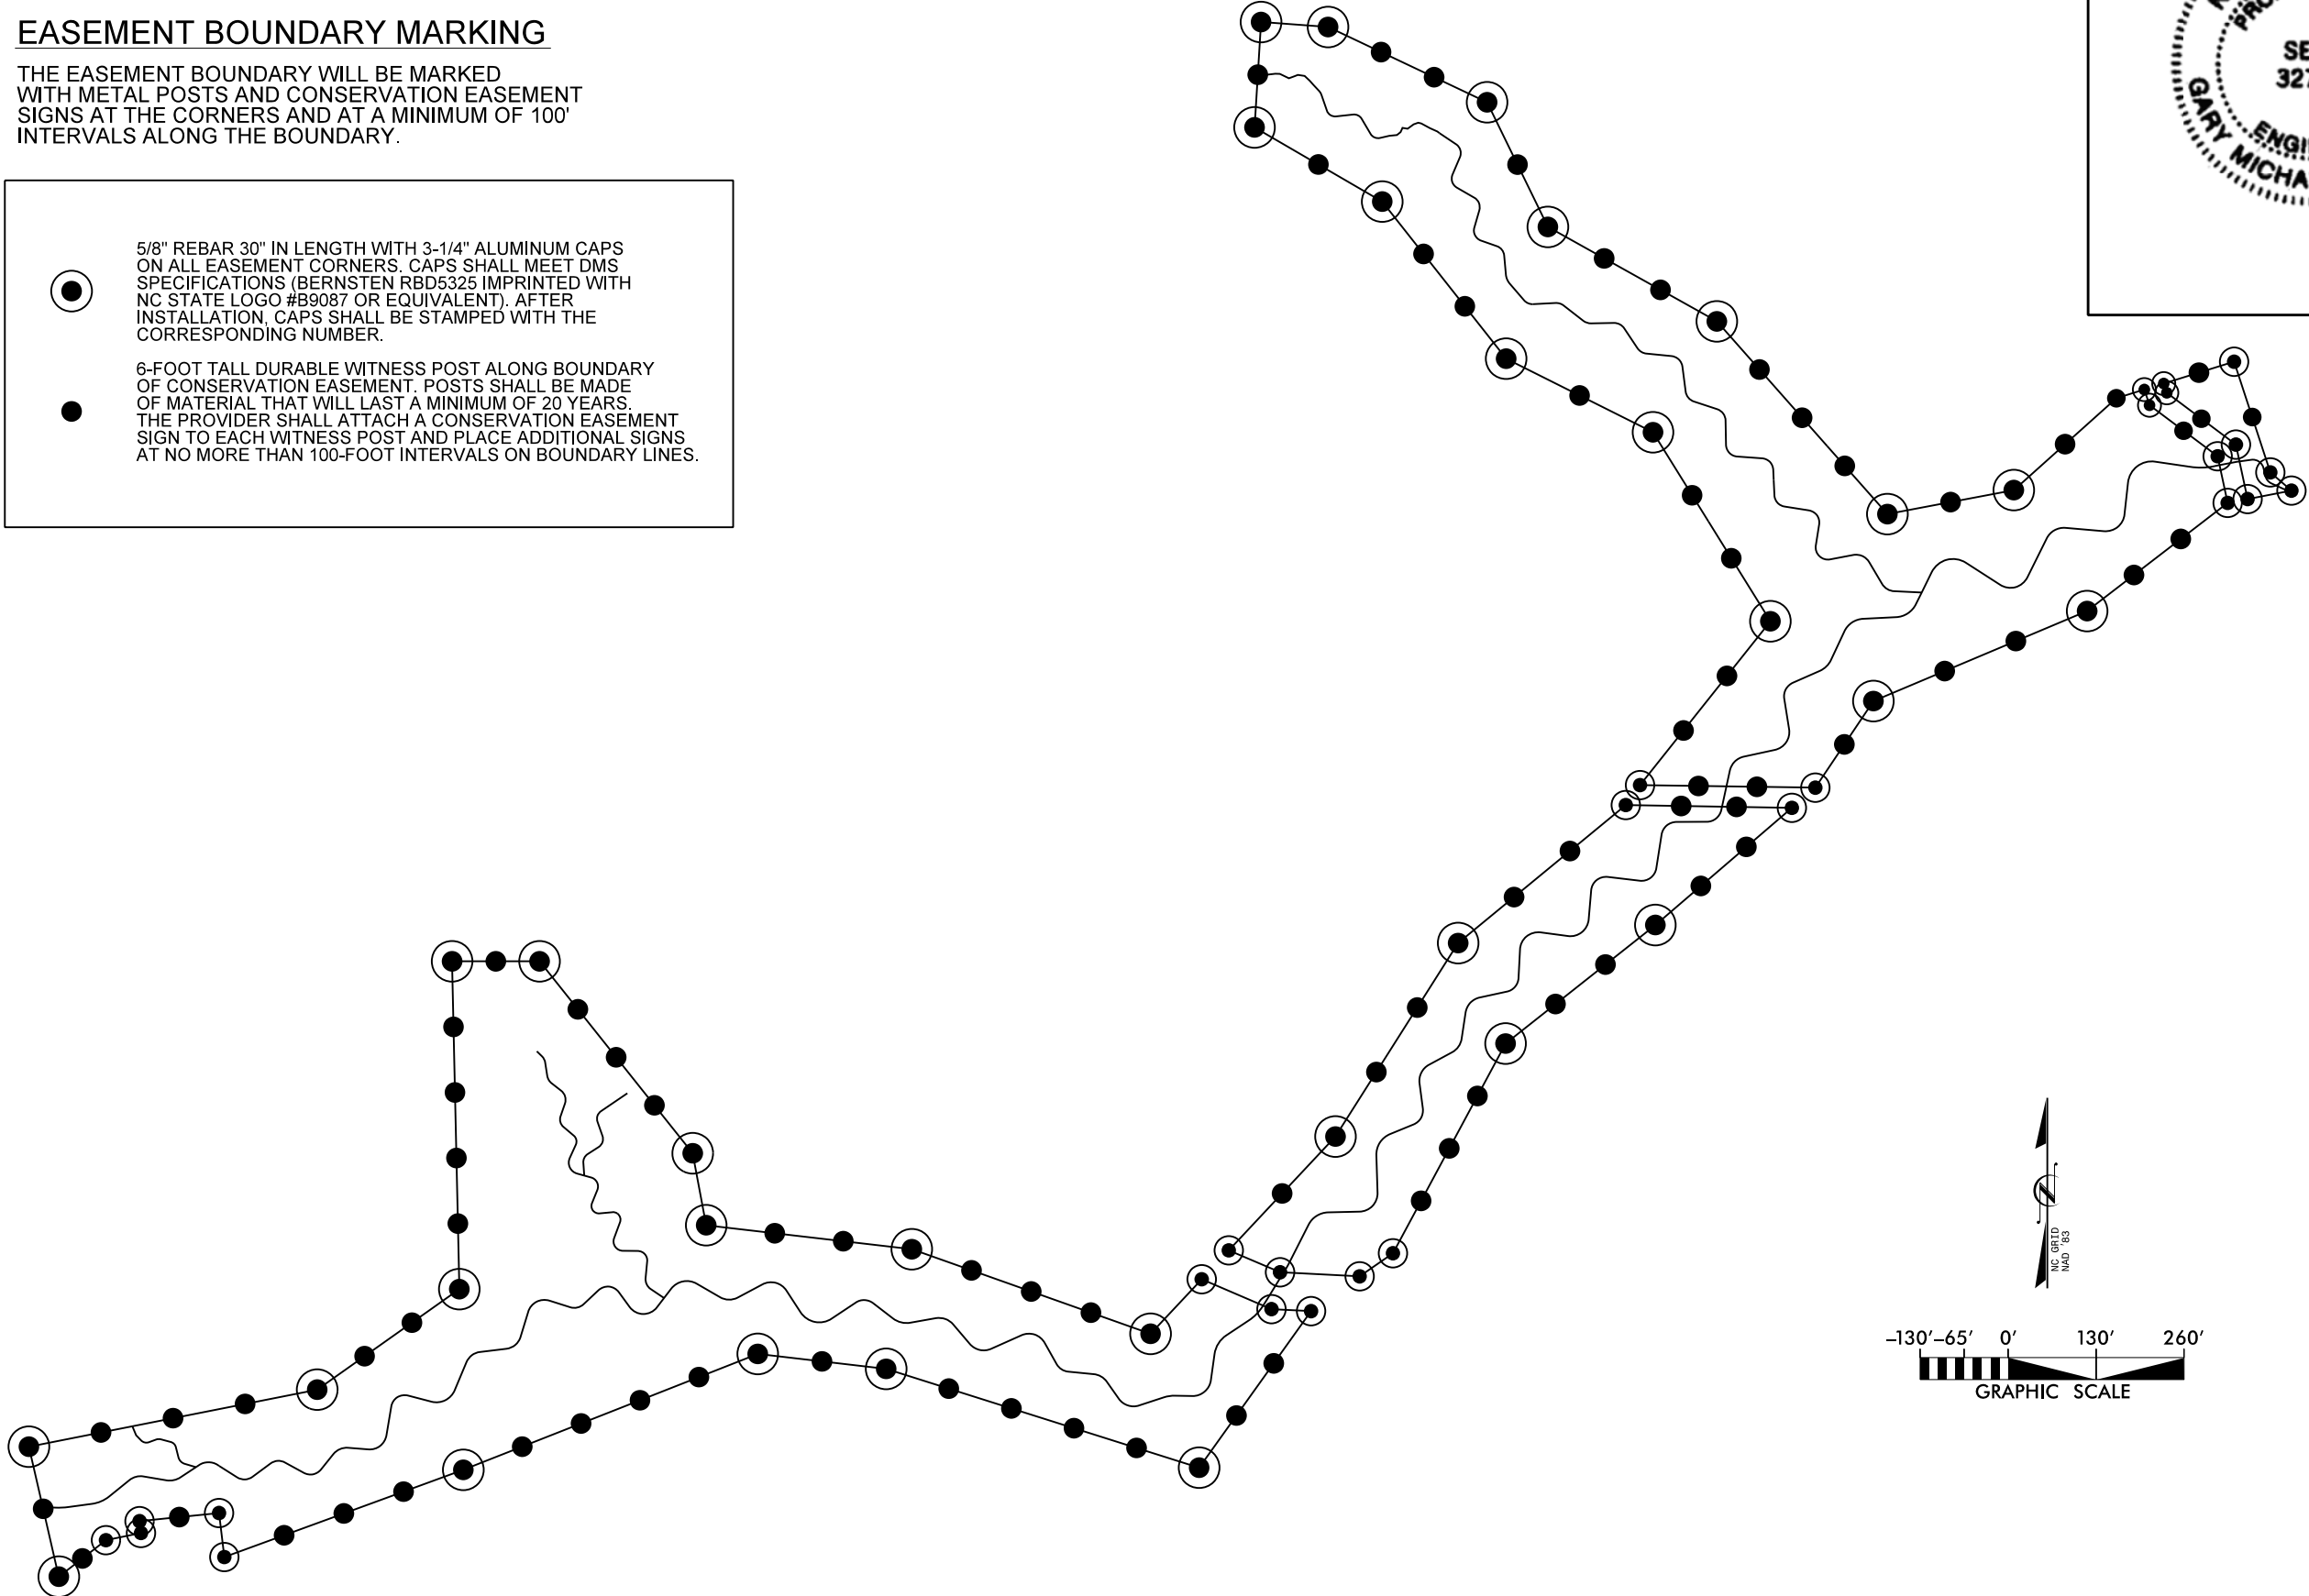 EASEMENT BOUNDARY MARKING
THE EASEMENT BOUNDARY WILL BE MARKED
WITH METAL POSTS AND CONSERVATION EASEMENT
SIGNS AT THE CORNERS AND AT A MINIMUM OF 100'
INTERVALS ALONG THE BOUNDARY.
5/8" REBAR 30" IN LENGTH WITH 3-1/4" ALUMINUM CAPS
ON ALL EASEMENT CORNERS. CAPS SHALL MEET DMS
SPECIFICATIONS (BERNSTEN RBD5325 IMPRINTED WITH
NC STATE LOGO #B9087 OR EQUIVALENT). AFTER
INSTALLATION, CAPS SHALL BE STAMPED WITH THE
CORRESPONDING NUMBER.
6-FOOT TALL DURABLE WITNESS POST ALONG BOUNDARY
OF CONSERVATION EASEMENT. POSTS SHALL BE MADE
OF MATERIAL THAT WILL LAST A MINIMUM OF 20 YEARS.
THE PROVIDER SHALL ATTACH A CONSERVATION EASEMENT
SIGN TO EACH WITNESS POST AND PLACE ADDITIONAL SIGNS
AT NO MORE THAN 100-FOOT INTERVALS ON BOUNDARY LINES.
SE
327
GARY MICHA
NC GRID
NAD '83
-130' -65' 0' 130' 260'
GRAPHIC SCALE